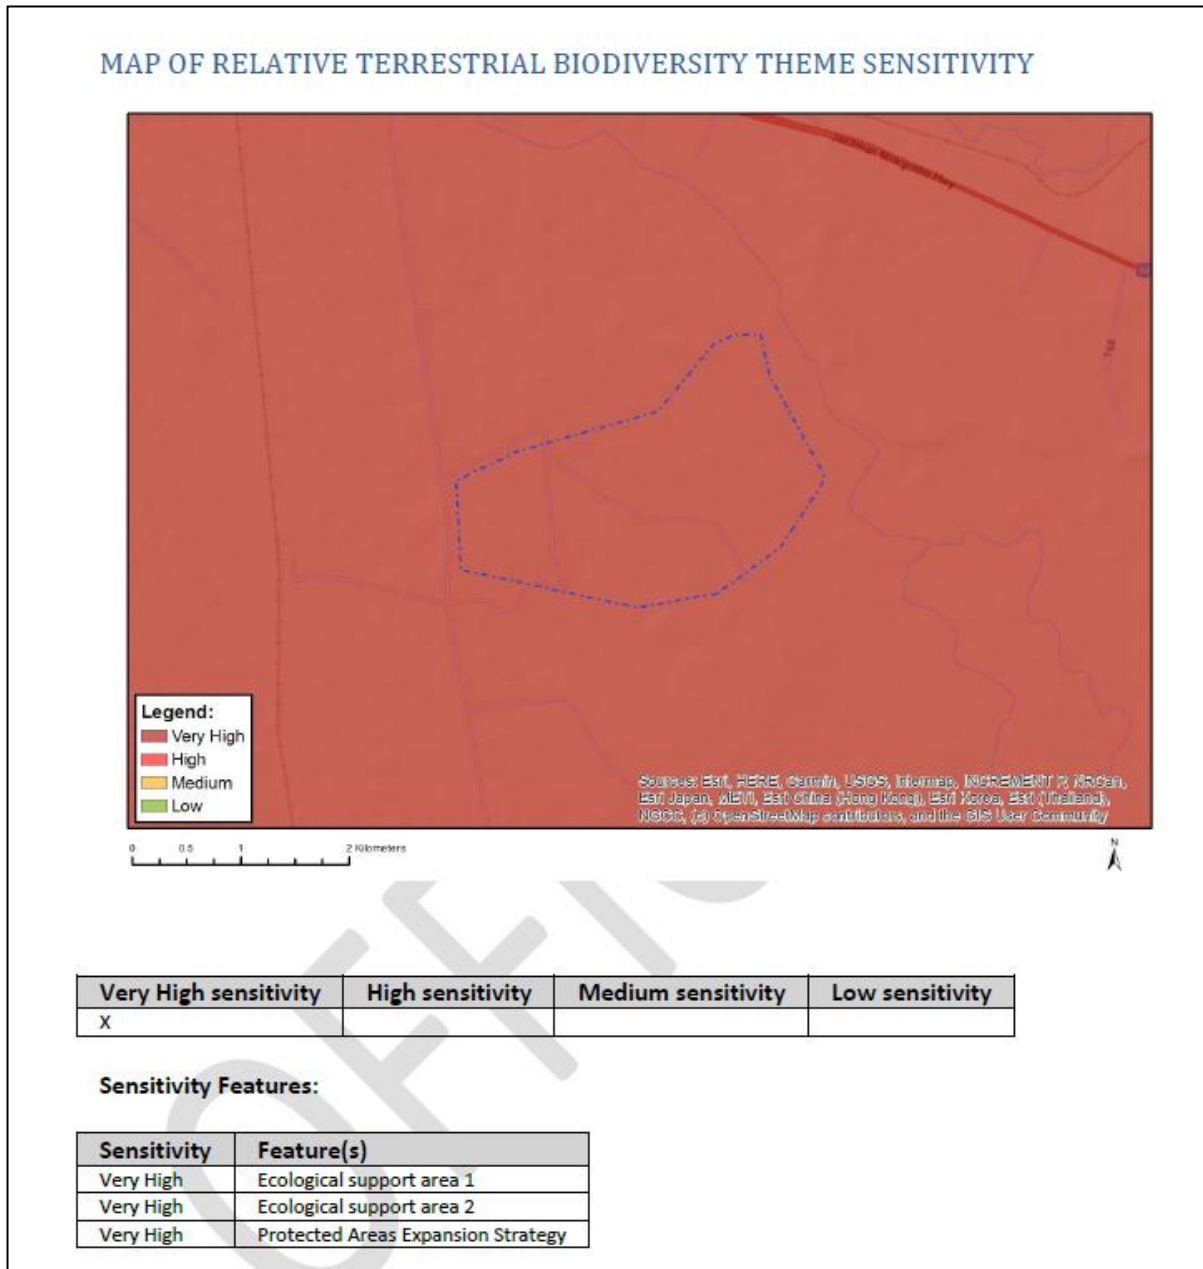 MAP OF RELATIVE TERRESTRIAL BIODIVERSITY THEME SENSITIVITY
Hwy
Legend:
Very High
High
Medium
Low
Sources: Esri, HERE, Garmin, USGS, Intermap, INCREMENT P, NRCan,
Esri Japan, METI, Esri China (Hong Kong), Esri Korea, Esri (Thailand),
NGCC, (c) OpenStreetMap contributors, and the GIS User Community
0 0.5 1 2 Kilometers
N
Very High sensitivity High sensitivity Medium sensitivity Low sensitivity
X
Sensitivity Features:
Sensitivity Feature(s)
Very High Ecological support area 1
Very High Ecological support area 2
Very High Protected Areas Expansion Strategy